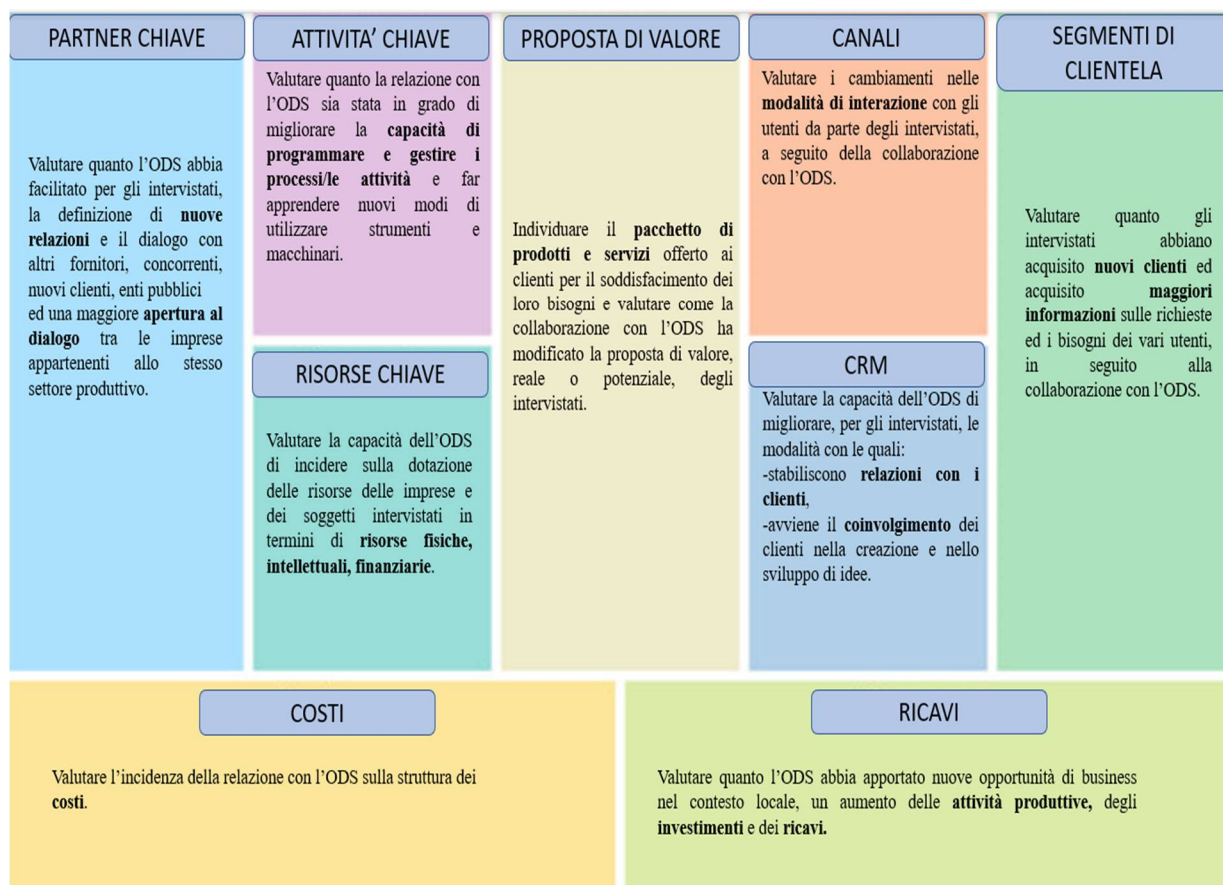 PARTNER CHIAVE
Valutare quanto l'ODS abbia
facilitato per gli intervistati,
la definizione di nuove
relazioni e il dialogo con
altri fornitori, concorrenti,
nuovi clienti, enti pubblici
ed una maggiore apertura al
dialogo tra le imprese
appartenenti allo stesso
settore produttivo.
ATTIVITA' CHIAVE
Valutare quanto la relazione con
l'ODS sia stata in grado di
migliorare la capacità di
programmare e gestire i
processi/le attività e far
apprendere nuovi modi di
utilizzare strumenti e
macchinari.
RISORSE CHIAVE
Valutare la capacità dell'ODS
di incidere sulla dotazione
delle risorse delle imprese e
dei soggetti intervistati in
termini di risorse fisiche,
intellettuali, finanziarie.
PROPOSTA DI VALORE
Individuare il pacchetto di
prodotti e servizi offerto ai
clienti per il soddisfacimento dei
loro bisogni e valutare come la
collaborazione con l'ODS ha
modificato la proposta di valore,
reale o potenziale, degli
intervistati.
CANALI
Valutare i cambiamenti nelle
modalità di interazione con gli
utenti da parte degli intervistati,
a seguito della collaborazione
con l'ODS.
CRM
Valutare la capacità dell'ODS di
migliorare, per gli intervistati, le
modalità con le quali:
-stabiliscono relazioni con i
clienti,
-avviene il coinvolgimento dei
clienti nella creazione e nello
sviluppo di idee.
SEGMENTI DI
CLIENTELA
Valutare quanto gli
intervistati abbiano
acquisito nuovi clienti ed
acquisito maggiori
informazioni sulle richieste
ed i bisogni dei vari utenti,
in seguito alla
collaborazione con l'ODS.
COSTI
Valutare l'incidenza della relazione con l'ODS sulla struttura dei
costi.
RICAVI
Valutare quanto l'ODS abbia apportato nuove opportunità di business
nel contesto locale, un aumento delle attività produttive, degli
investimenti e dei ricavi.